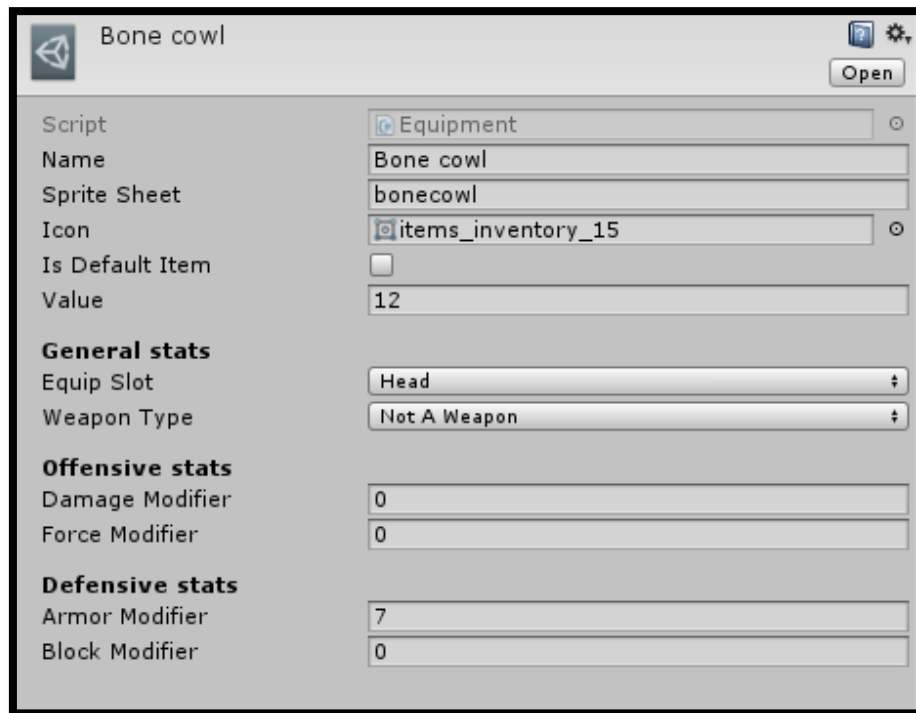 Bone cowl
Open
Script Equipment
Name Bone cowl
Sprite Sheet bonecowl
Icon items_inventory_15
Is Default Item
Value 12
General stats
Equip Slot Head
Weapon Type Not A Weapon
Offensive stats
Damage Modifier 0
Force Modifier 0
Defensive stats
Armor Modifier 7
Block Modifier 0